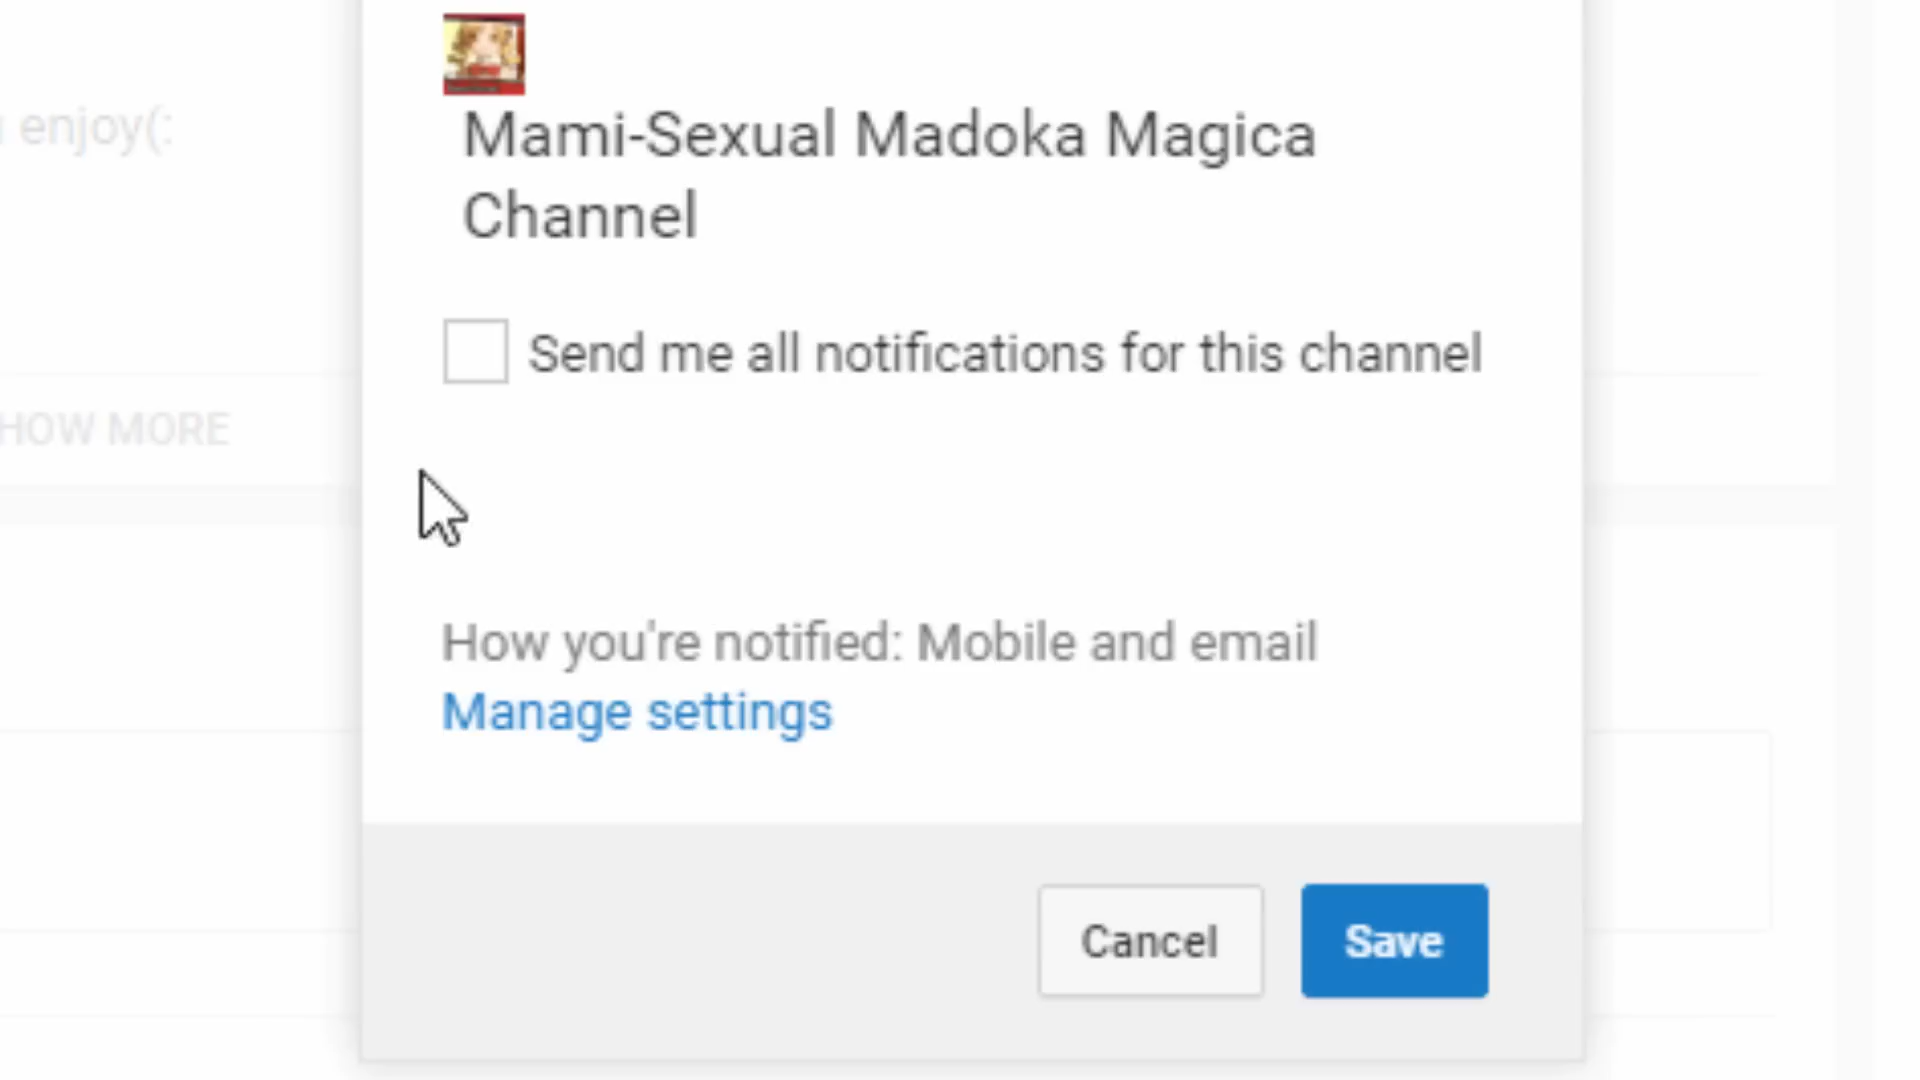 enjoy(:
Mami-Sexual Madoka Magica
Channel
Send me all notifications for this channel
HOW MORE
How you're notified: Mobile and email
Manage settings
Cancel
Save